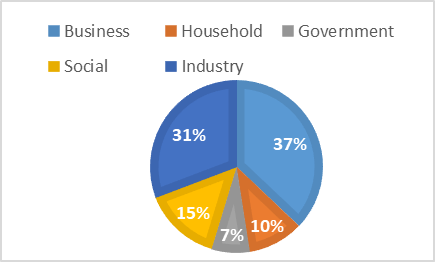 Business Household Government
Social Industry
31% 37%
15% 7% 10%